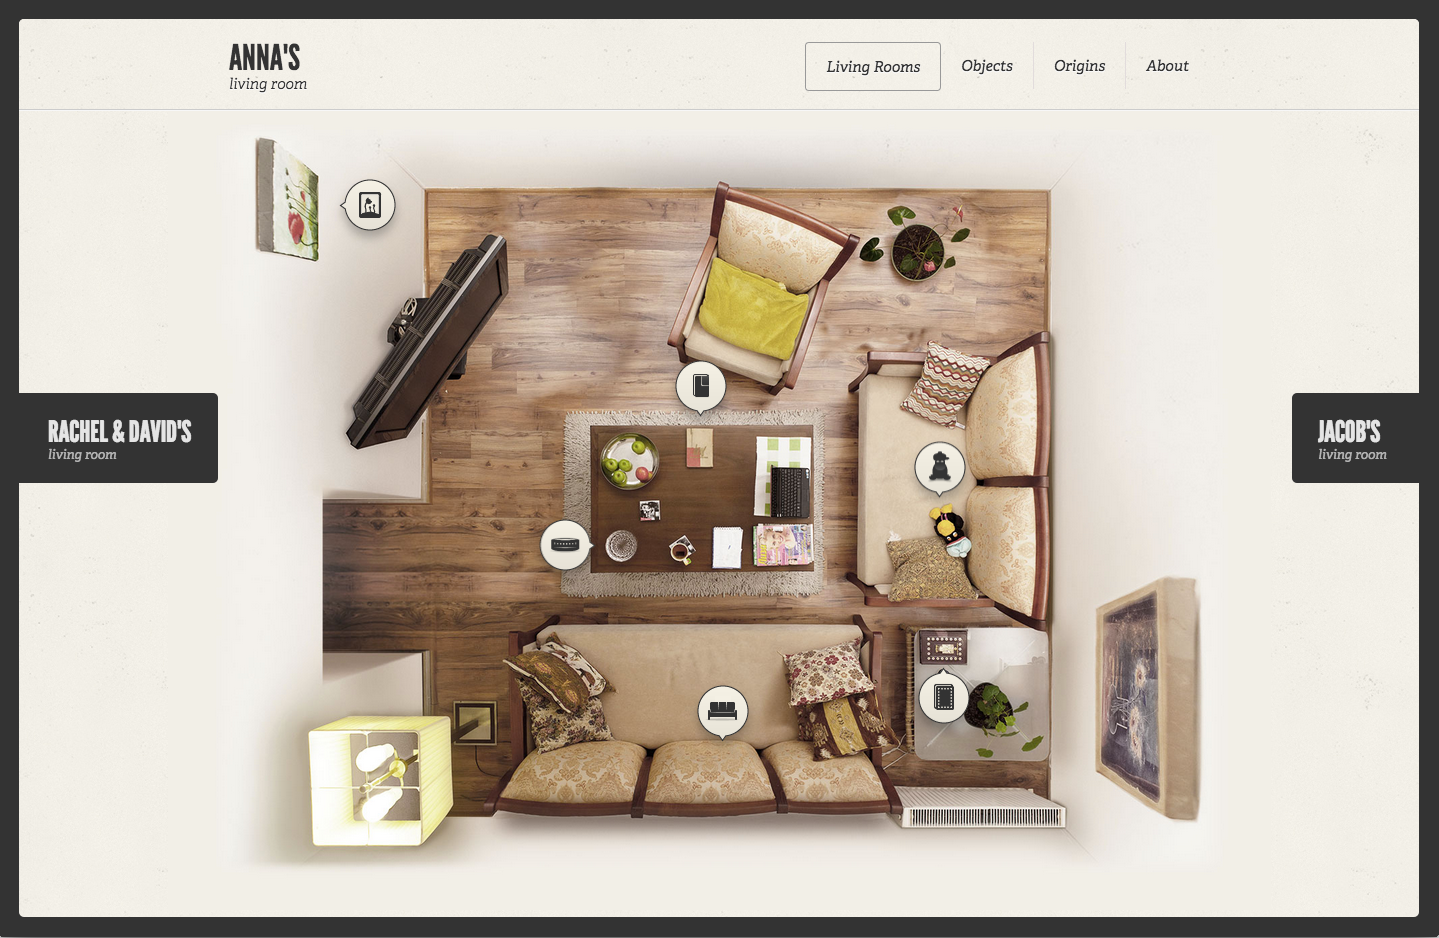 ANNA'S
living room
Living Rooms
Objects
Origins
About
RACHEL & DAVID'S
living room
JACOB'S
living room